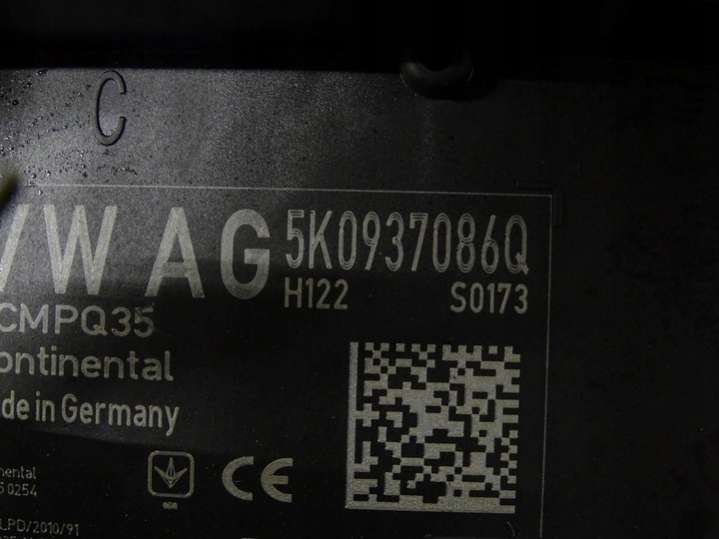 C
VW AG 5K0937086Q
H122 S0173
CMPQ35
ontinental
de in Germany
nental
5 0254
LPD/2010/91